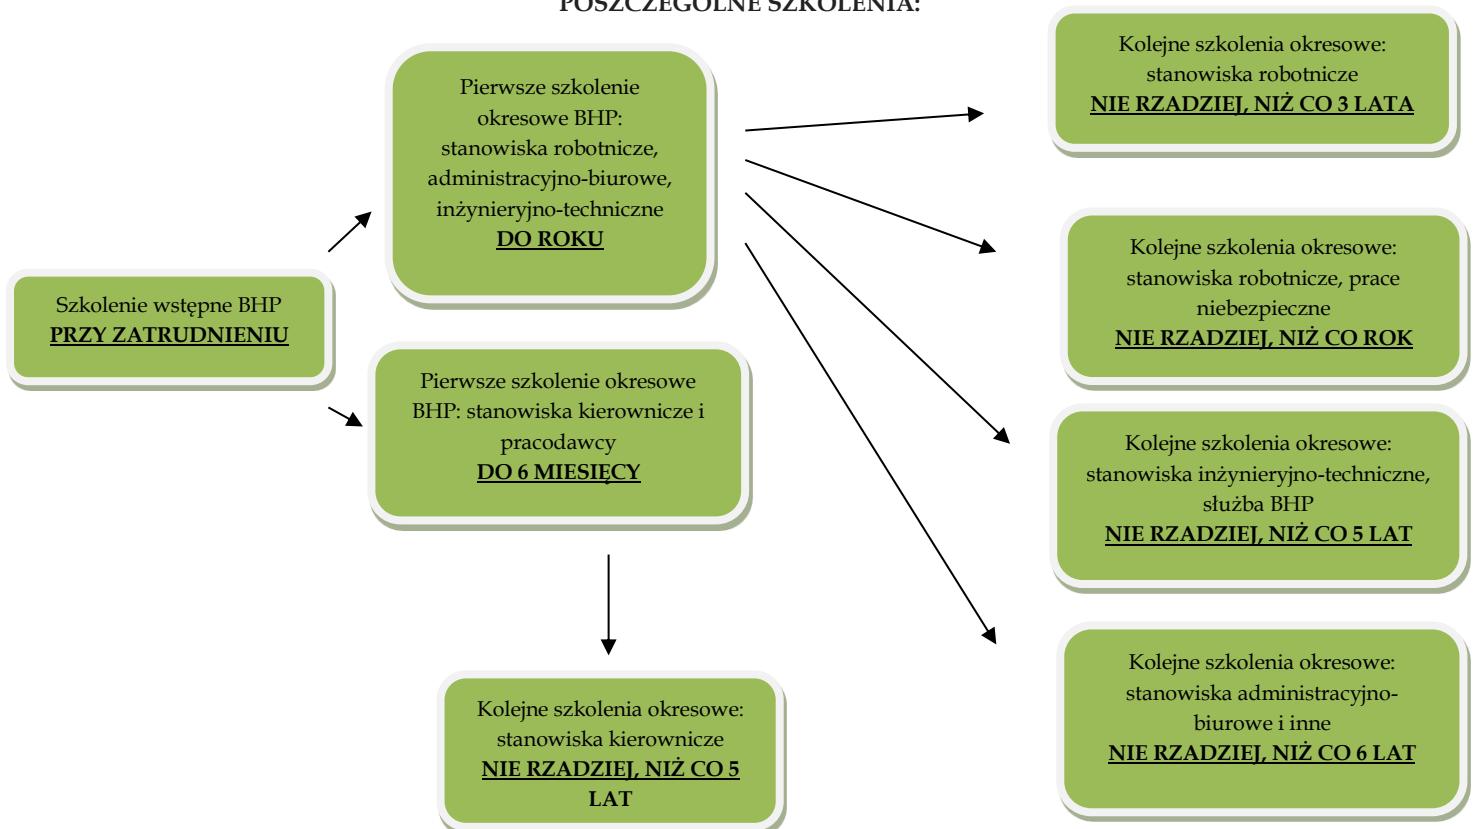 POSZCZEGÓLNE SZKOLENIA:
Szkolenie wstępne BHP
PRZY ZATRUDNIENIU
Pierwsze szkolenie
okresowe BHP:
stanowiska robotnicze,
administracyjno-biurowe,
inżynieryjno-techniczne
DO ROKU
Pierwsze szkolenie okresowe
BHP: stanowiska kierownicze i
pracodawcy
DO 6 MIESIĘCY
Kolejne szkolenia okresowe:
stanowiska kierownicze
NIE RZADZIEJ, NIŻ CO 5
LAT
Kolejne szkolenia okresowe:
stanowiska robotnicze
NIE RZADZIEJ, NIŻ CO 3 LATA
Kolejne szkolenia okresowe:
stanowiska robotnicze, prace
niebezpieczne
NIE RZADZIEJ, NIŻ CO ROK
Kolejne szkolenia okresowe:
stanowiska inżynieryjno-techniczne,
służba BHP
NIE RZADZIEJ, NIŻ CO 5 LAT
Kolejne szkolenia okresowe:
stanowiska administracyjno-
biurowe i inne
NIE RZADZIEJ, NIŻ CO 6 LAT